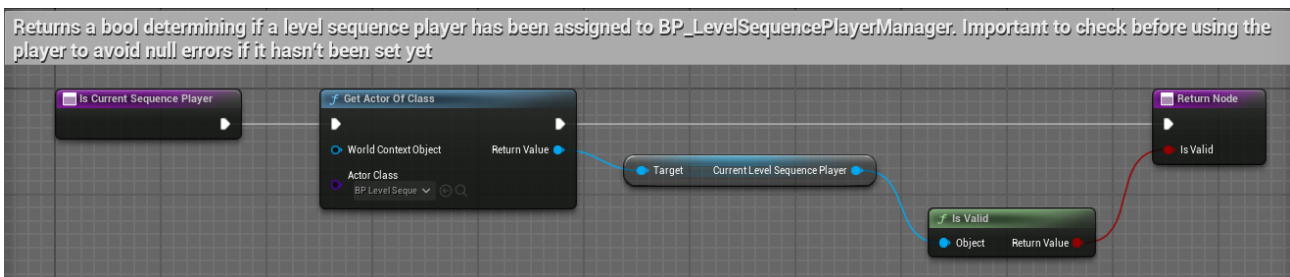 Returns a bool determining if a level sequence player has been assigned to BP_LevelSequencePlayerManager. Important to check before using the
player to avoid null errors if it hasn't been set yet
Is Current Sequence Player
f Get Actor Of Class
World Context Object
Return Value
Actor Class
BP Level Seque
Target
Current Level Sequence Player
f Is Valid
Object
Return Value
Return Node
Is Valid